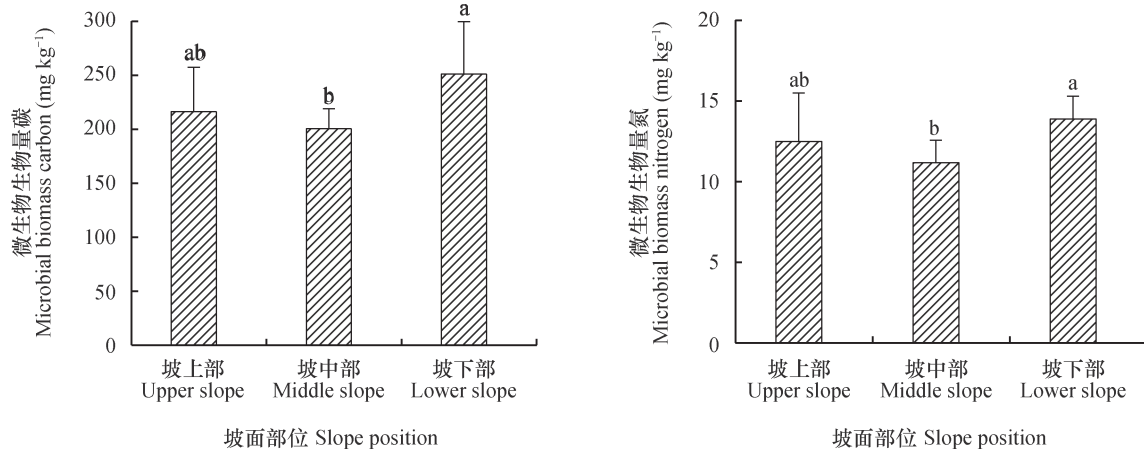 微生物生物量碳
Microbial biomass carbon (mg kg⁻¹)
300
250
200
150
100
50
0
ab
b
a
坡上部
Upper slope
坡中部
Middle slope
坡下部
Lower slope
坡面部位 Slope position
微生物生物量氮
Microbial biomass nitrogen (mg kg⁻¹)
20
15
10
5
0
ab
b
a
坡上部
Upper slope
坡中部
Middle slope
坡下部
Lower slope
坡面部位 Slope position